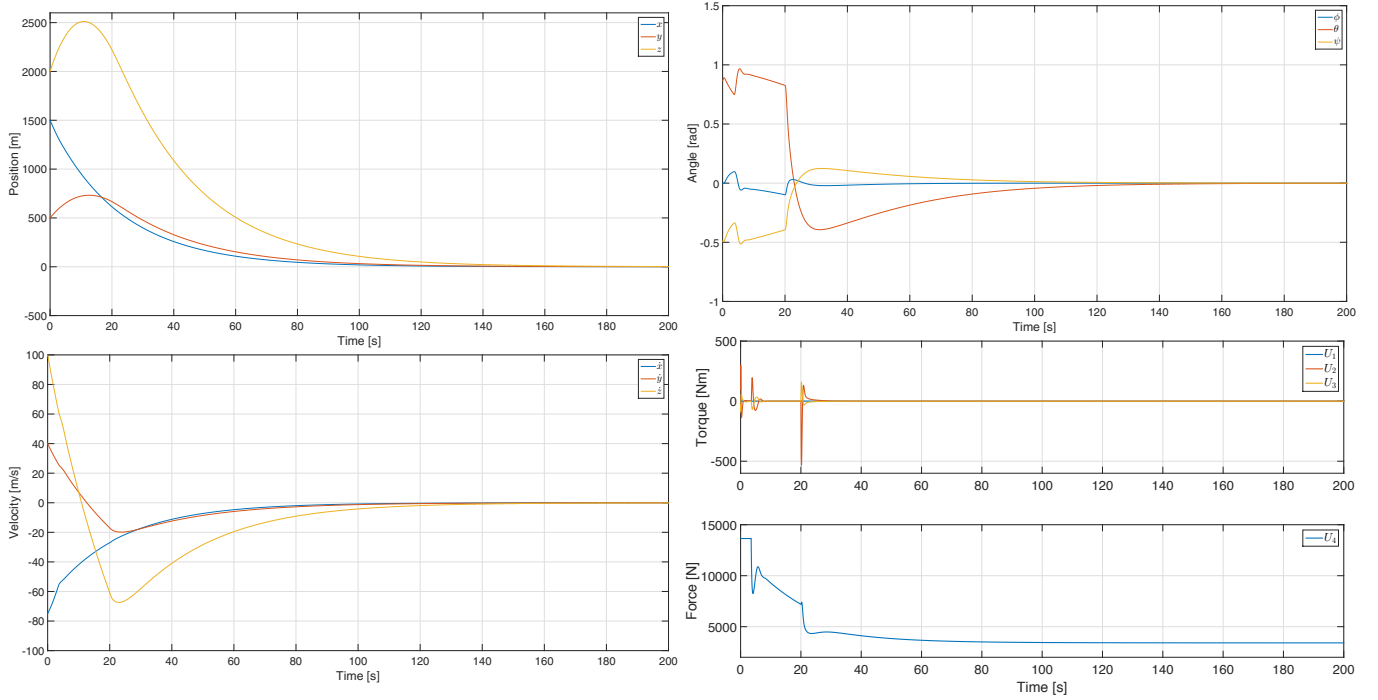 2500
2000
1500
1000
500
0
-500
Position [m]
0 20 40 60 80 100 120 140 160 180 200
Time [s]
x
y
z
1.5
1
0.5
0
-0.5
-1
Angle [rad]
0 20 40 60 80 100 120 140 160 180 200
Time [s]
ϕ
θ
ψ
100
80
60
40
20
0
-20
-40
-60
-80
-100
Velocity [m/s]
0 20 40 60 80 100 120 140 160 180 200
Time [s]
ẋ
ẏ
ż
500
0
-500
Torque [Nm]
0 20 40 60 80 100 120 140 160 180 200
U₁
U₂
U₃
15000
10000
5000
Force [N]
0 20 40 60 80 100 120 140 160 180 200
Time [s]
U₄